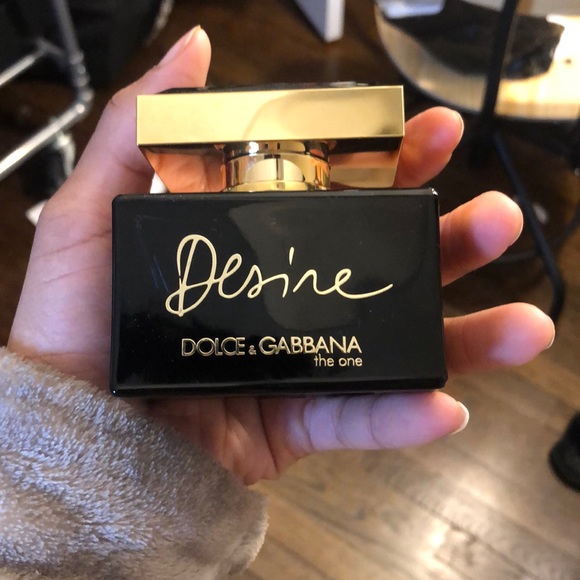 Desire
DOLCE & GABBANA
the one